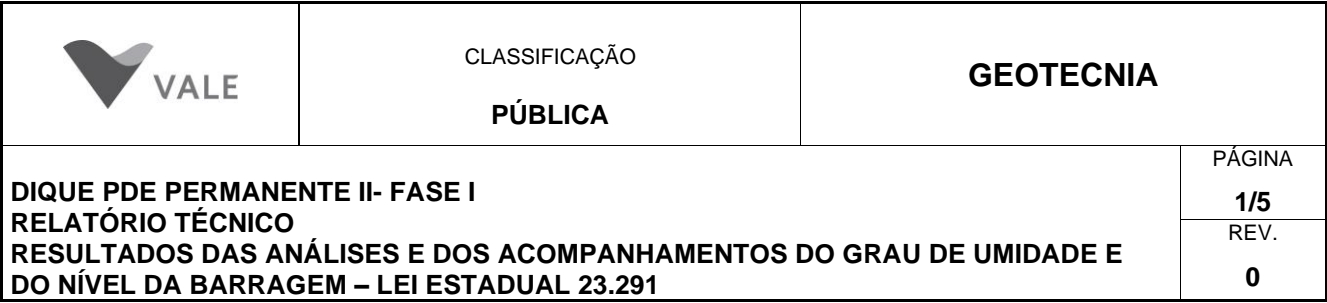 VALE
CLASSIFICAÇÃO
PÚBLICA
GEOTECNIA
DIQUE PDE PERMANENTE II- FASE I
RELATÓRIO TÉCNICO
RESULTADOS DAS ANÁLISES E DOS ACOMPANHAMENTOS DO GRAU DE UMIDADE E
DO NÍVEL DA BARRAGEM – LEI ESTADUAL 23.291
PÁGINA
1/5
REV.
0